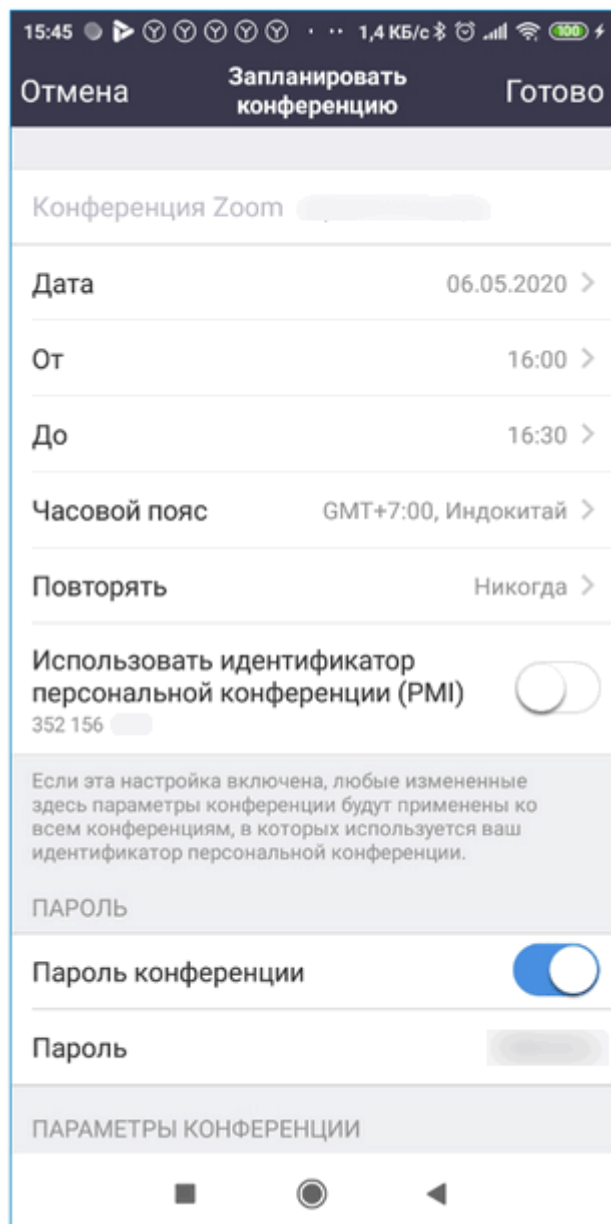 15:45 1,4 КБ/с 100
Отмена Запланировать конференцию Готово
Конференция Zoom
Дата 06.05.2020
От 16:00
До 16:30
Часовой пояс GMT+7:00, Индокитай
Повторять Никогда
Использовать идентификатор
персональной конференции (PMI)
352 156
Если эта настройка включена, любые измененные
здесь параметры конференции будут применены ко
всем конференциям, в которых используется ваш
идентификатор персональной конференции.
ПАРОЛЬ
Пароль конференции
Пароль
ПАРАМЕТРЫ КОНФЕРЕНЦИИ